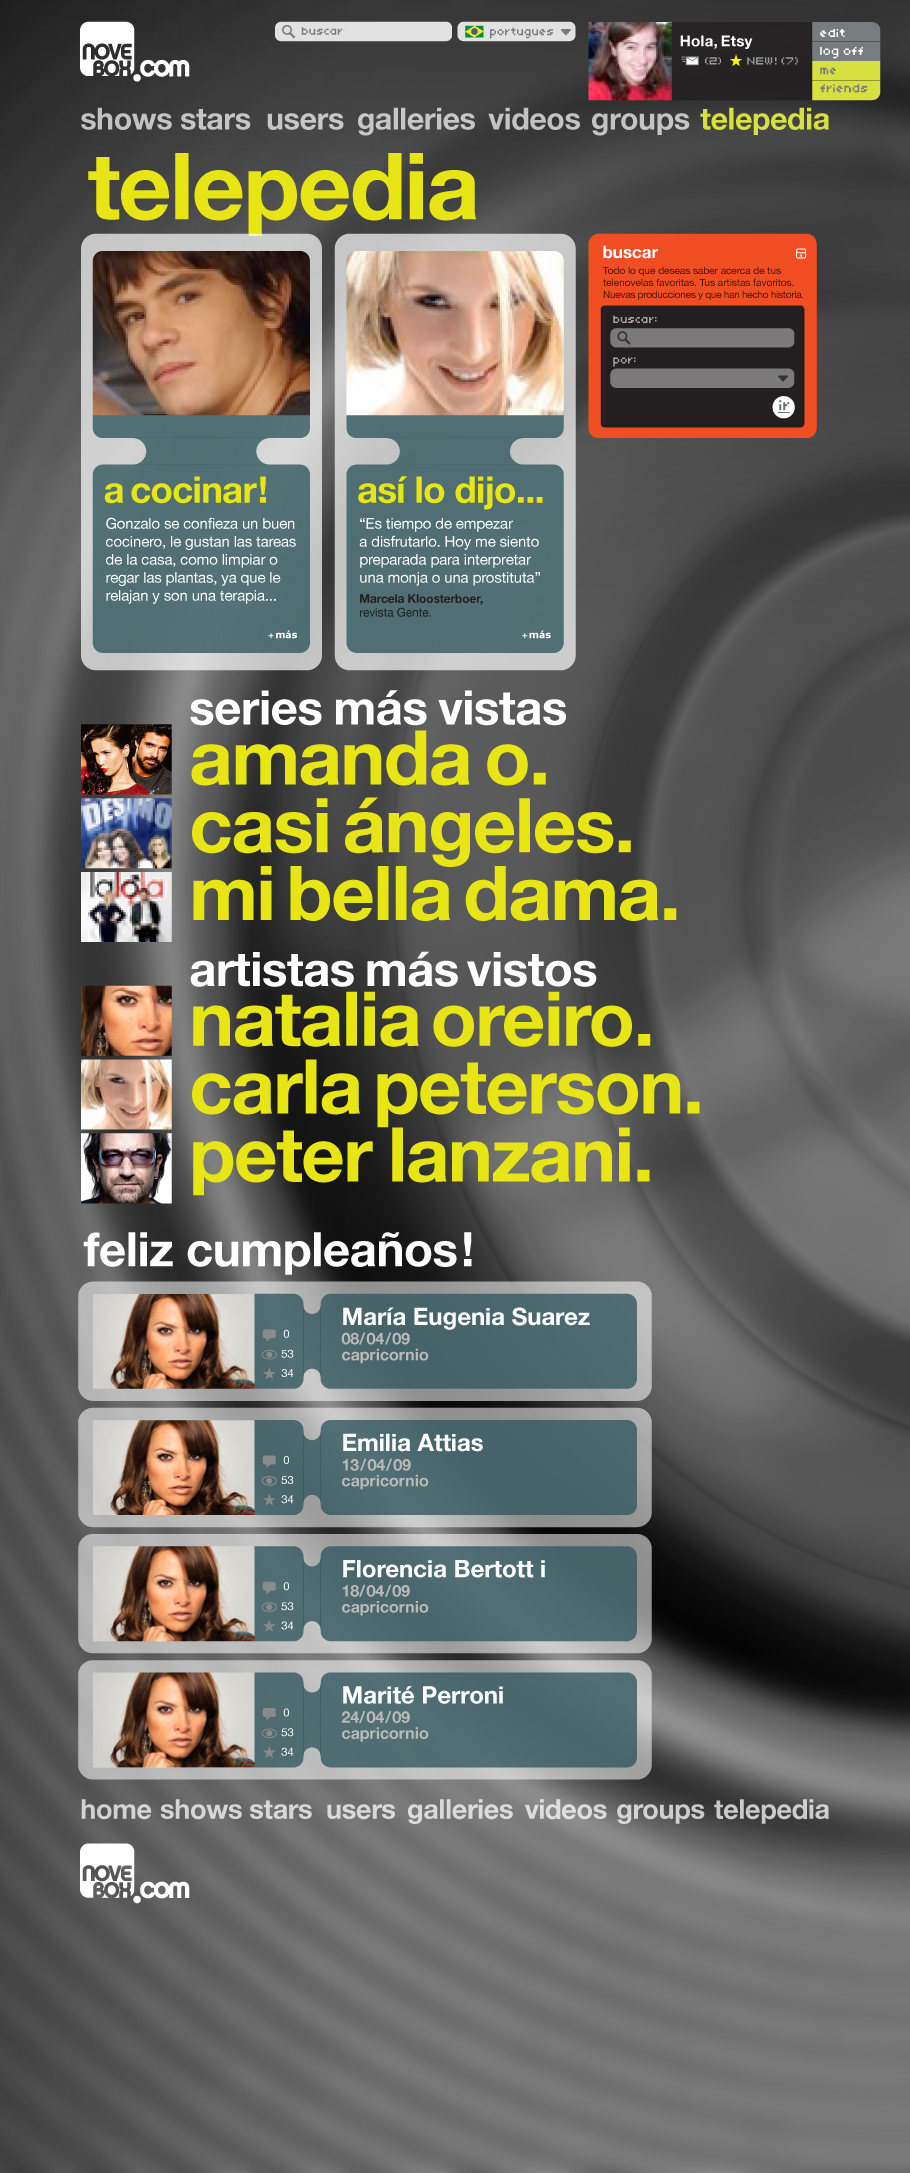 NOVE
BOX.com
buscar
portugues
Hola, Etsy
(2) NEW! (7)
edit
log off
me
friends
shows stars users galleries videos groups telepedia
telepedia
a cocinar!
Gonzalo se confieza un buen
cocinero, le gustan las tareas
de la casa, como limpiar o
regar las plantas, ya que le
relajan y son una terapia...
+más
así lo dijo...
“Es tiempo de empezar
a disfrutarlo. Hoy me siento
preparada para interpretar
una monja o una prostituta”
Marcela Kloosterboer,
revista Gente.
+más
buscar
Todo lo que deseas saber acerca de tus
telenovelas favoritas. Tus artistas favoritos.
Nuevas producciones y que han hecho historia.
buscar:
por:
ir
series más vistas
amanda o.
DESIMO
casi ángeles.
lalola
mi bella dama.
artistas más vistos
natalia oreiro.
carla peterson.
peter lanzani.
feliz cumpleaños!
0
53
34
María Eugenia Suarez
08/04/09
capricornio
0
53
34
Emilia Attias
13/04/09
capricornio
0
53
34
Florencia Bertott i
18/04/09
capricornio
0
53
34
Marité Perroni
24/04/09
capricornio
home shows stars users galleries videos groups telepedia
NOVE
BOX.com